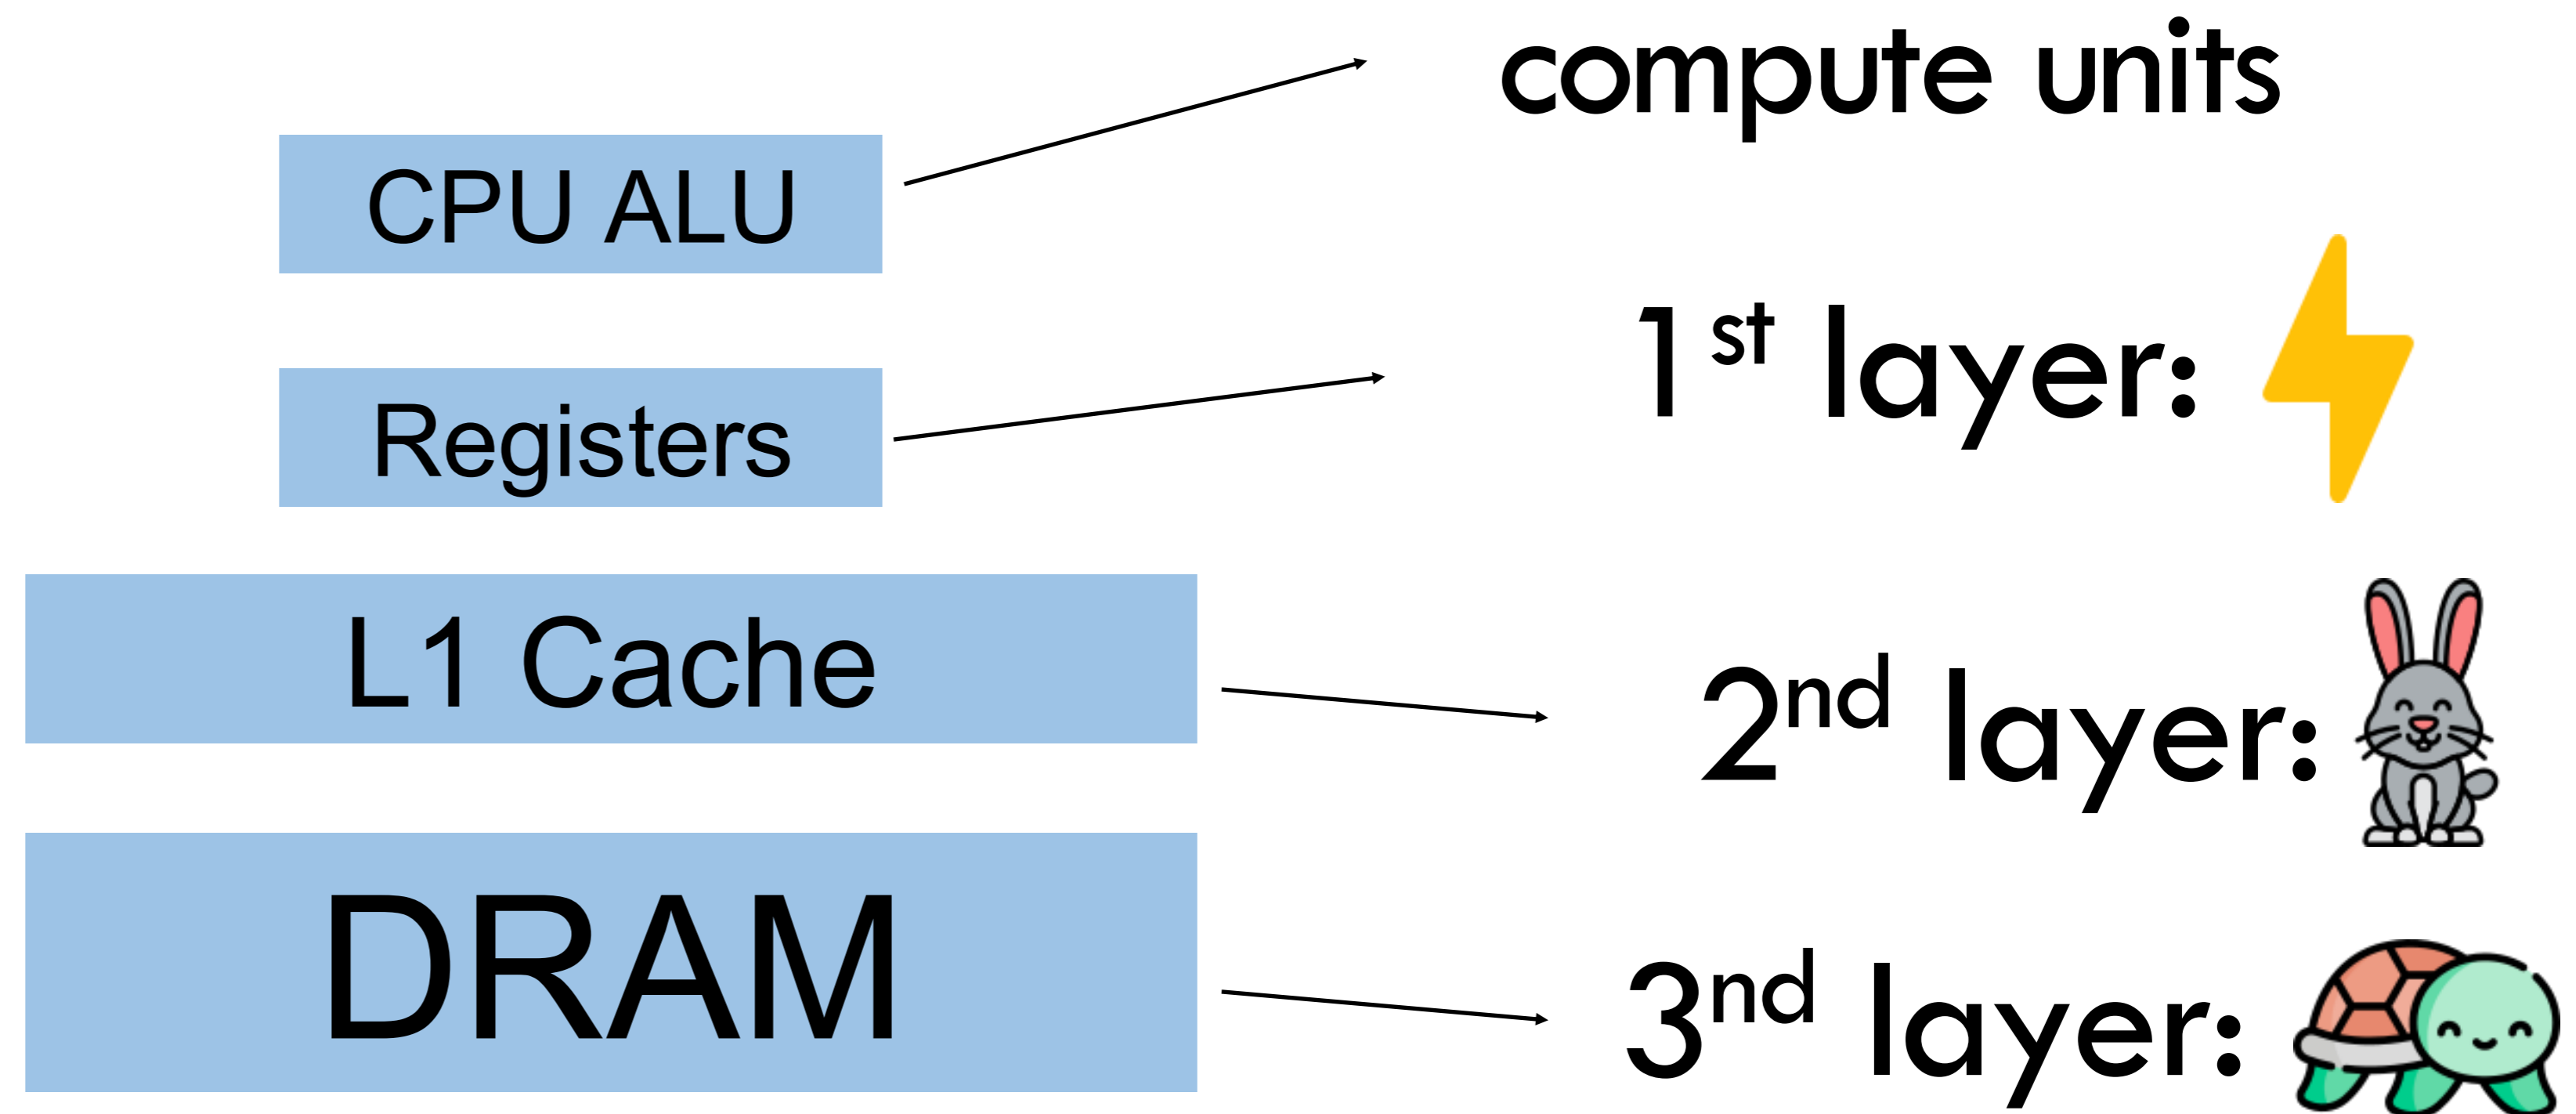 compute units
CPU ALU
1st layer:
Registers
L1 Cache
2nd layer:
DRAM
3nd layer: